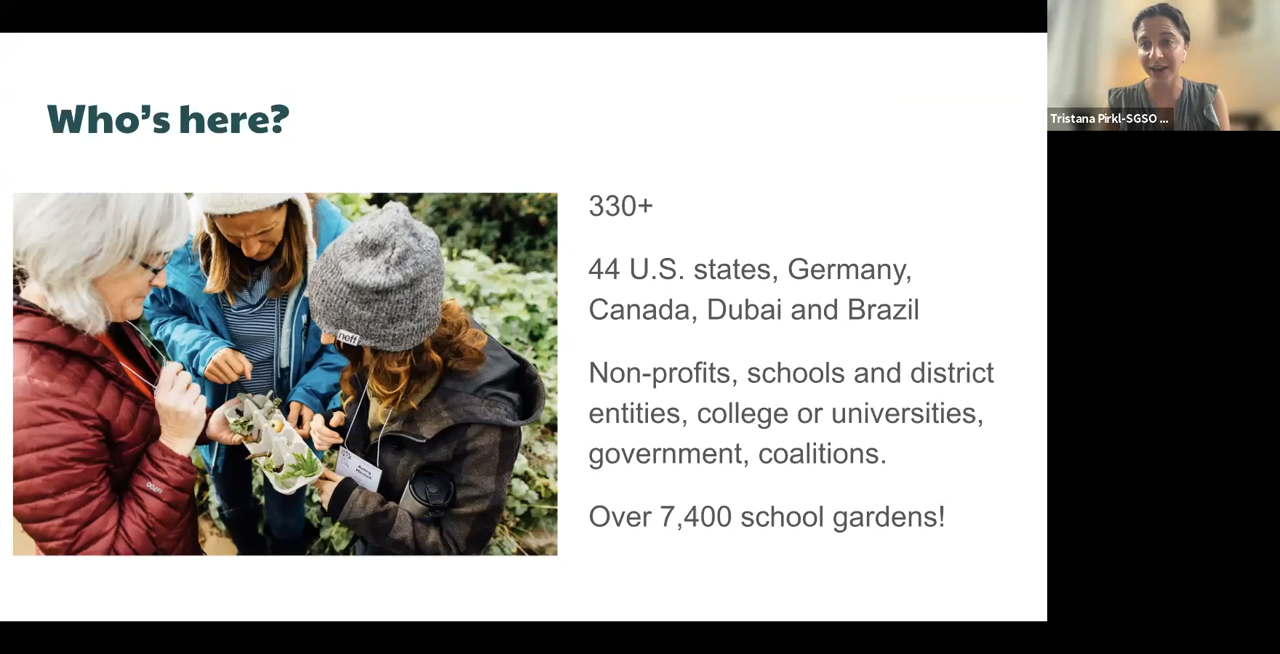 Who's here?
330+
44 U.S. states, Germany,
Canada, Dubai and Brazil
Non-profits, schools and district
entities, college or universities,
government, coalitions.
Over 7,400 school gardens!
neff
Tristana Pirkl-SGSO ...